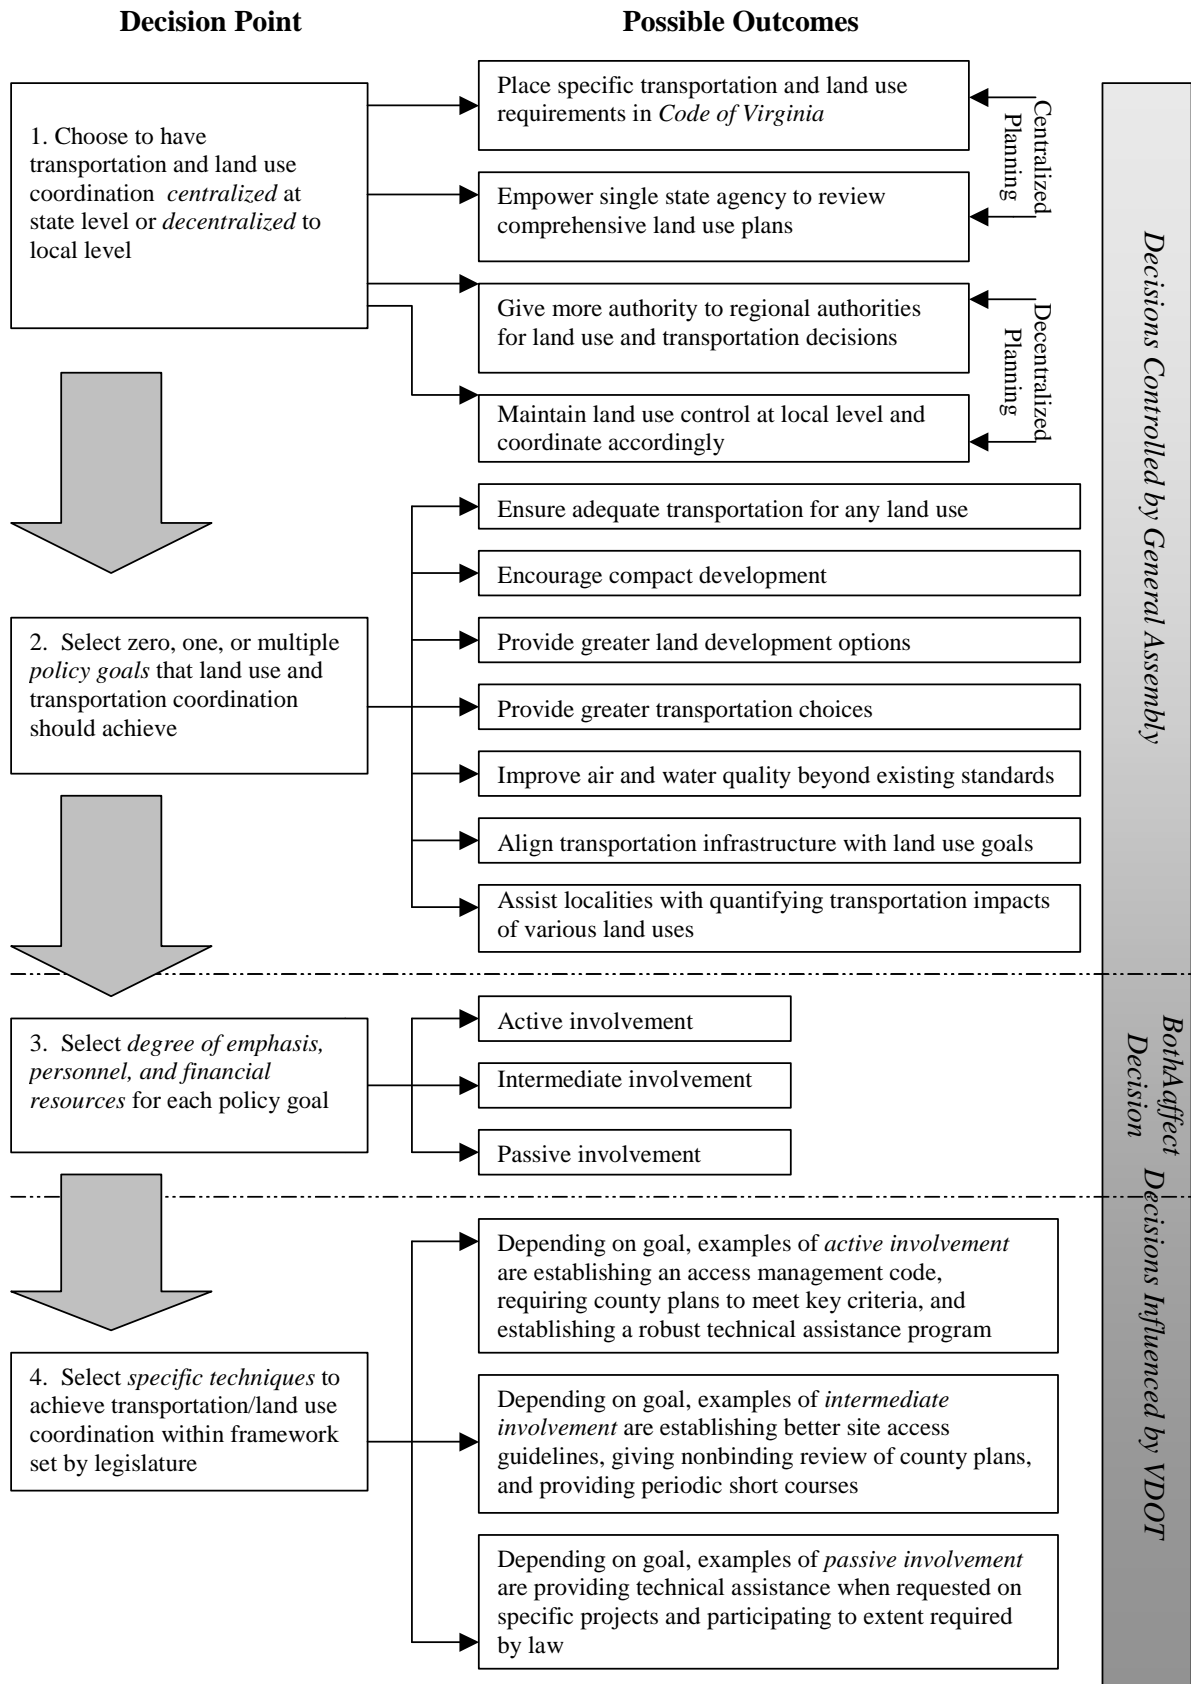 Decision Point
Possible Outcomes
1. Choose to have
transportation and land use
coordination centralized at
state level or decentralized to
local level
Place specific transportation and land use
requirements in Code of Virginia
Empower single state agency to review
comprehensive land use plans
Centralized
Planning
Give more authority to regional authorities
for land use and transportation decisions
Maintain land use control at local level and
coordinate accordingly
Decentralized
Planning
2. Select zero, one, or multiple
policy goals that land use and
transportation coordination
should achieve
Ensure adequate transportation for any land use
Encourage compact development
Provide greater land development options
Provide greater transportation choices
Improve air and water quality beyond existing standards
Align transportation infrastructure with land use goals
Assist localities with quantifying transportation impacts
of various land uses
Decisions Controlled by General Assembly
3. Select degree of emphasis,
personnel, and financial
resources for each policy goal
Active involvement
Intermediate involvement
Passive involvement
BothAaffect
Decision
4. Select specific techniques to
achieve transportation/land use
coordination within framework
set by legislature
Depending on goal, examples of active involvement
are establishing an access management code,
requiring county plans to meet key criteria, and
establishing a robust technical assistance program
Depending on goal, examples of intermediate
involvement are establishing better site access
guidelines, giving nonbinding review of county plans,
and providing periodic short courses
Depending on goal, examples of passive involvement
are providing technical assistance when requested on
specific projects and participating to extent required
by law
Decisions Influenced by VDOT